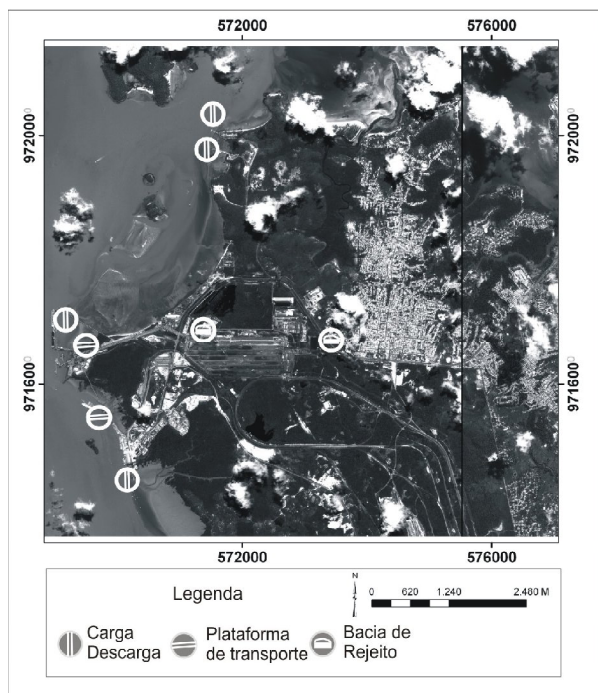 572000 576000
9720000 9720000
9716000 9716000
572000 576000
Legenda
N
0 620 1.240 2.480 M
Carga
Descarga
Plataforma
de transporte
Bacia de
Rejeito